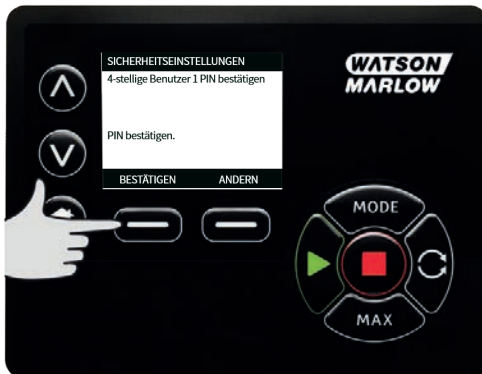 SICHERHEITSEINSTELLUNGEN
4-stellige Benutzer 1 PIN bestätigen
PIN bestätigen.
BESTÄTIGEN ANDERN
WATSON
MARLOW
MODE
MAX